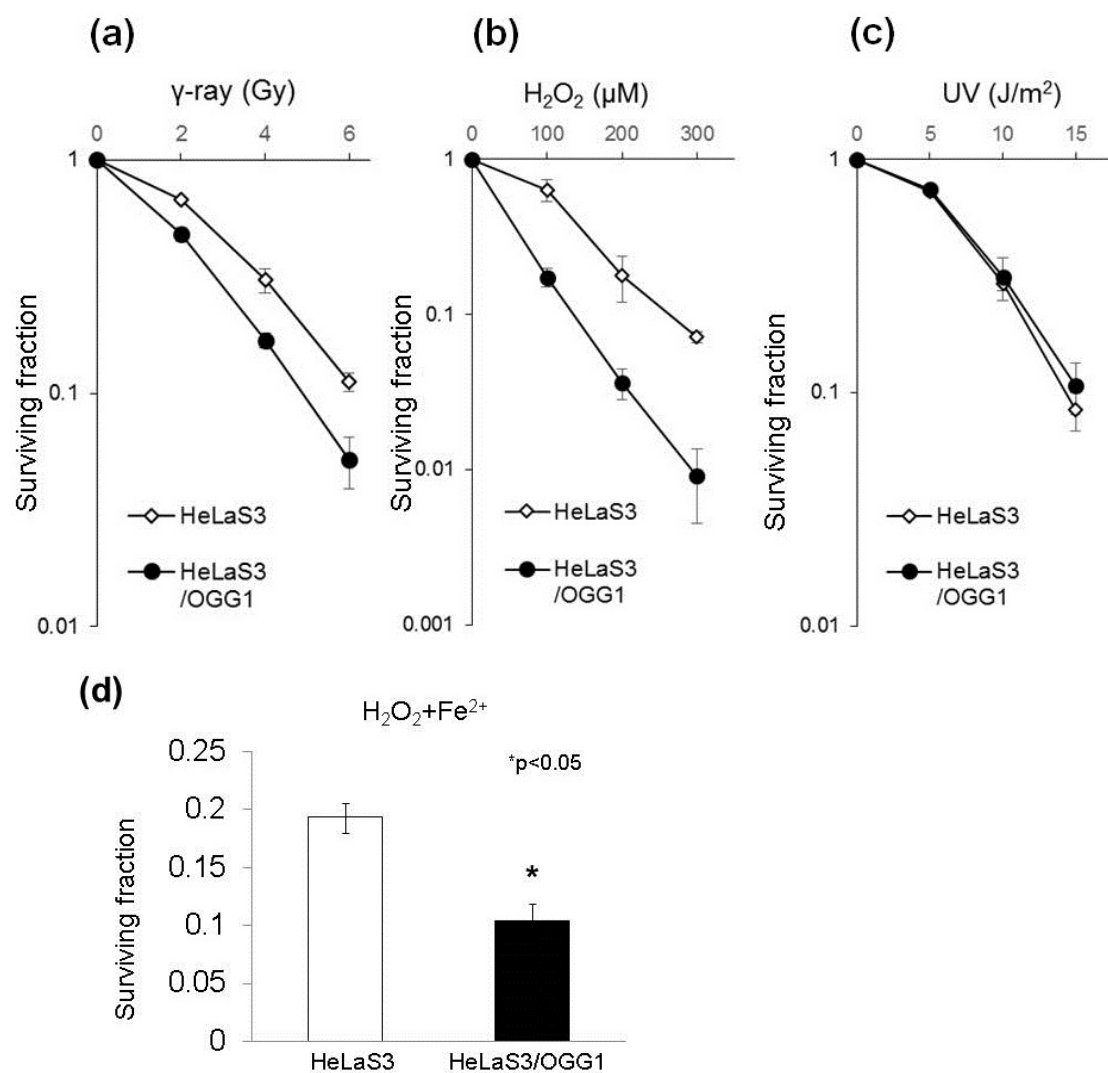 (a)
γ-ray (Gy)
0 2 4 6
1
0.1
0.01
Surviving fraction
HeLaS3
HeLaS3
/OGG1
(b)
H₂O₂ (μM)
0 100 200 300
1
0.1
0.01
0.001
Surviving fraction
HeLaS3
HeLaS3
/OGG1
(c)
UV (J/m²)
0 5 10 15
1
0.1
0.01
Surviving fraction
HeLaS3
HeLaS3
/OGG1
(d)
H₂O₂+Fe²⁺
*p<0.05
0.25
0.2
0.15
0.1
0.05
0
Surviving fraction
*
HeLaS3 HeLaS3/OGG1